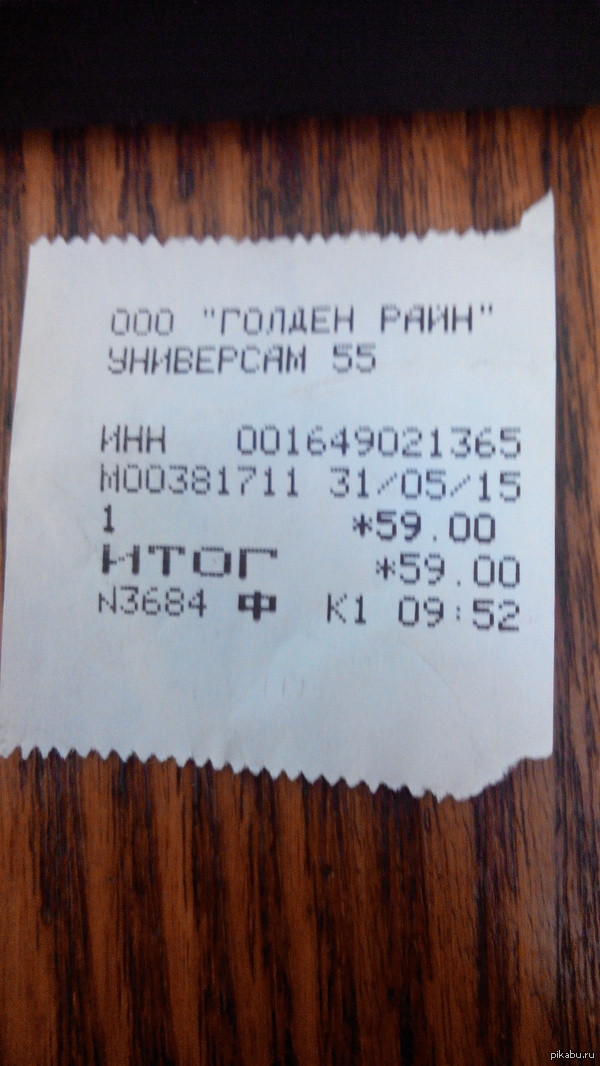 ООО "ГОЛДЕН РАЙН"
УНИВЕРСАМ 55
ИНН 001649021365
М00381711 31/05/15
1 *59.00
ИТОГ *59.00
N3684 Ф К1 09:52
pikabu.ru